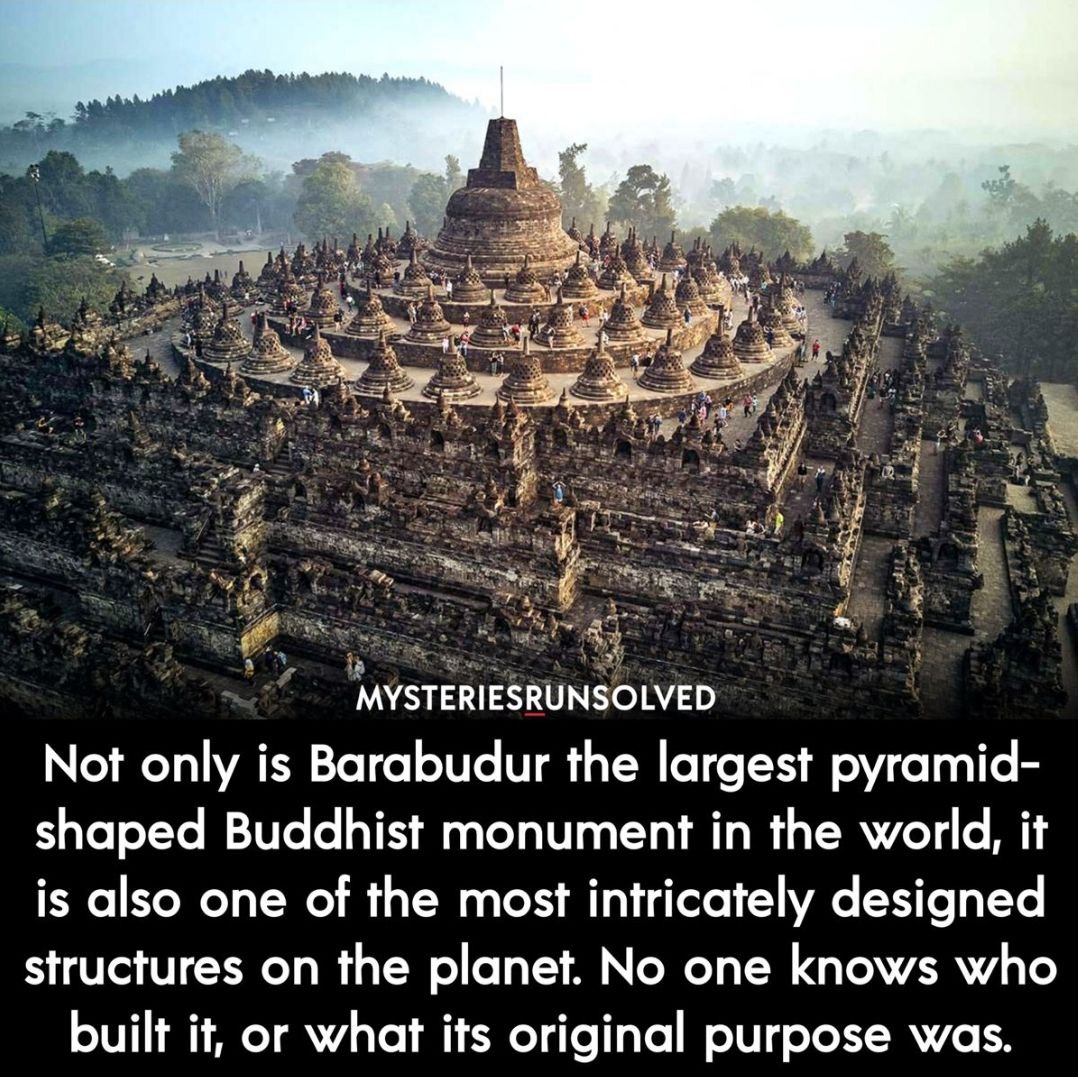 MYSTERIESRUNSOLVED
Not only is Barabudur the largest pyramid-
shaped Buddhist monument in the world, it
is also one of the most intricately designed
structures on the planet. No one knows who
built it, or what its original purpose was.